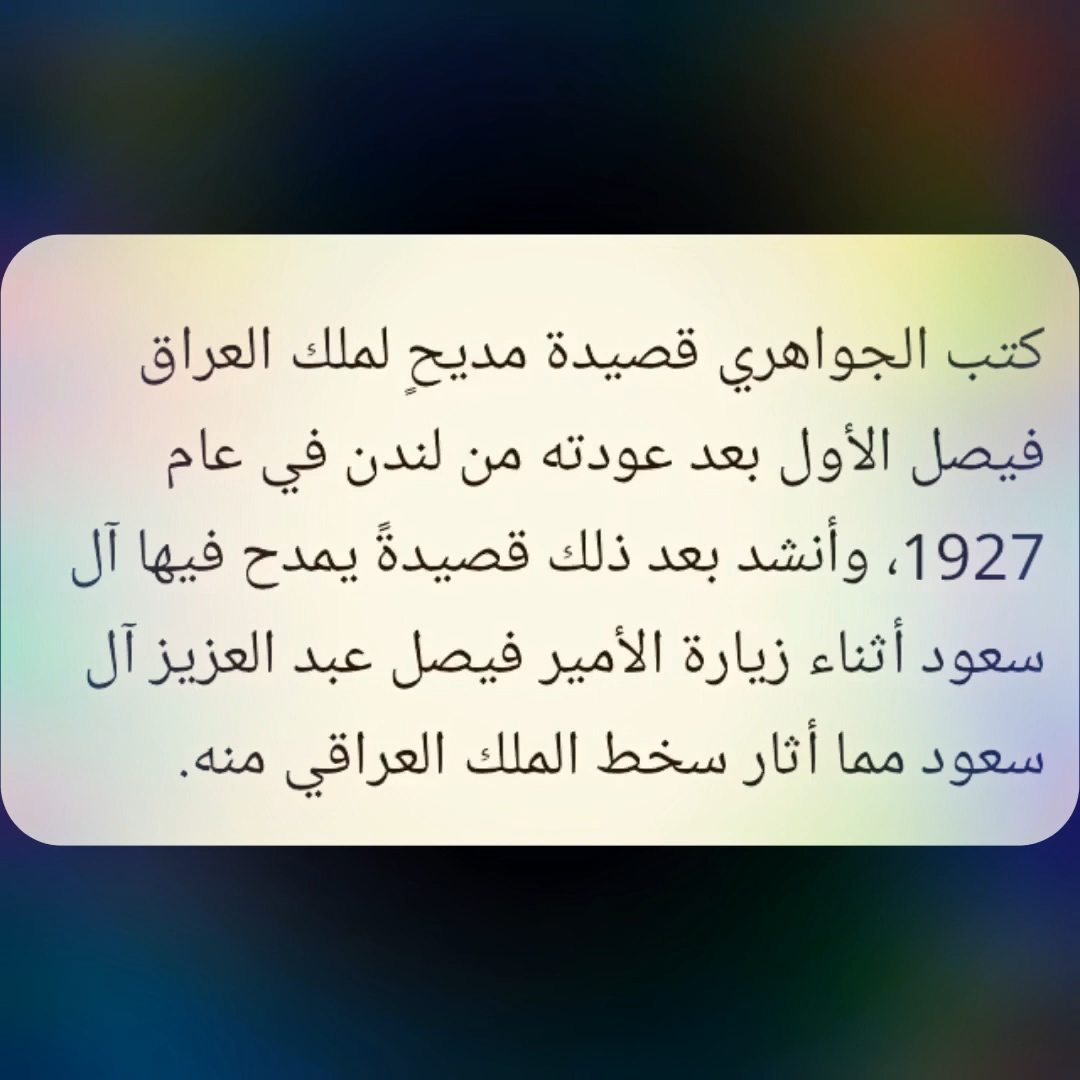 كتب الجواهري قصيدة مديحٍ لملك العراق
فيصل الأول بعد عودته من لندن في عام
1927، وأنشد بعد ذلك قصيدةً يمدح فيها آل
سعود أثناء زيارة الأمير فيصل عبد العزيز آل
سعود مما أثار سخط الملك العراقي منه.